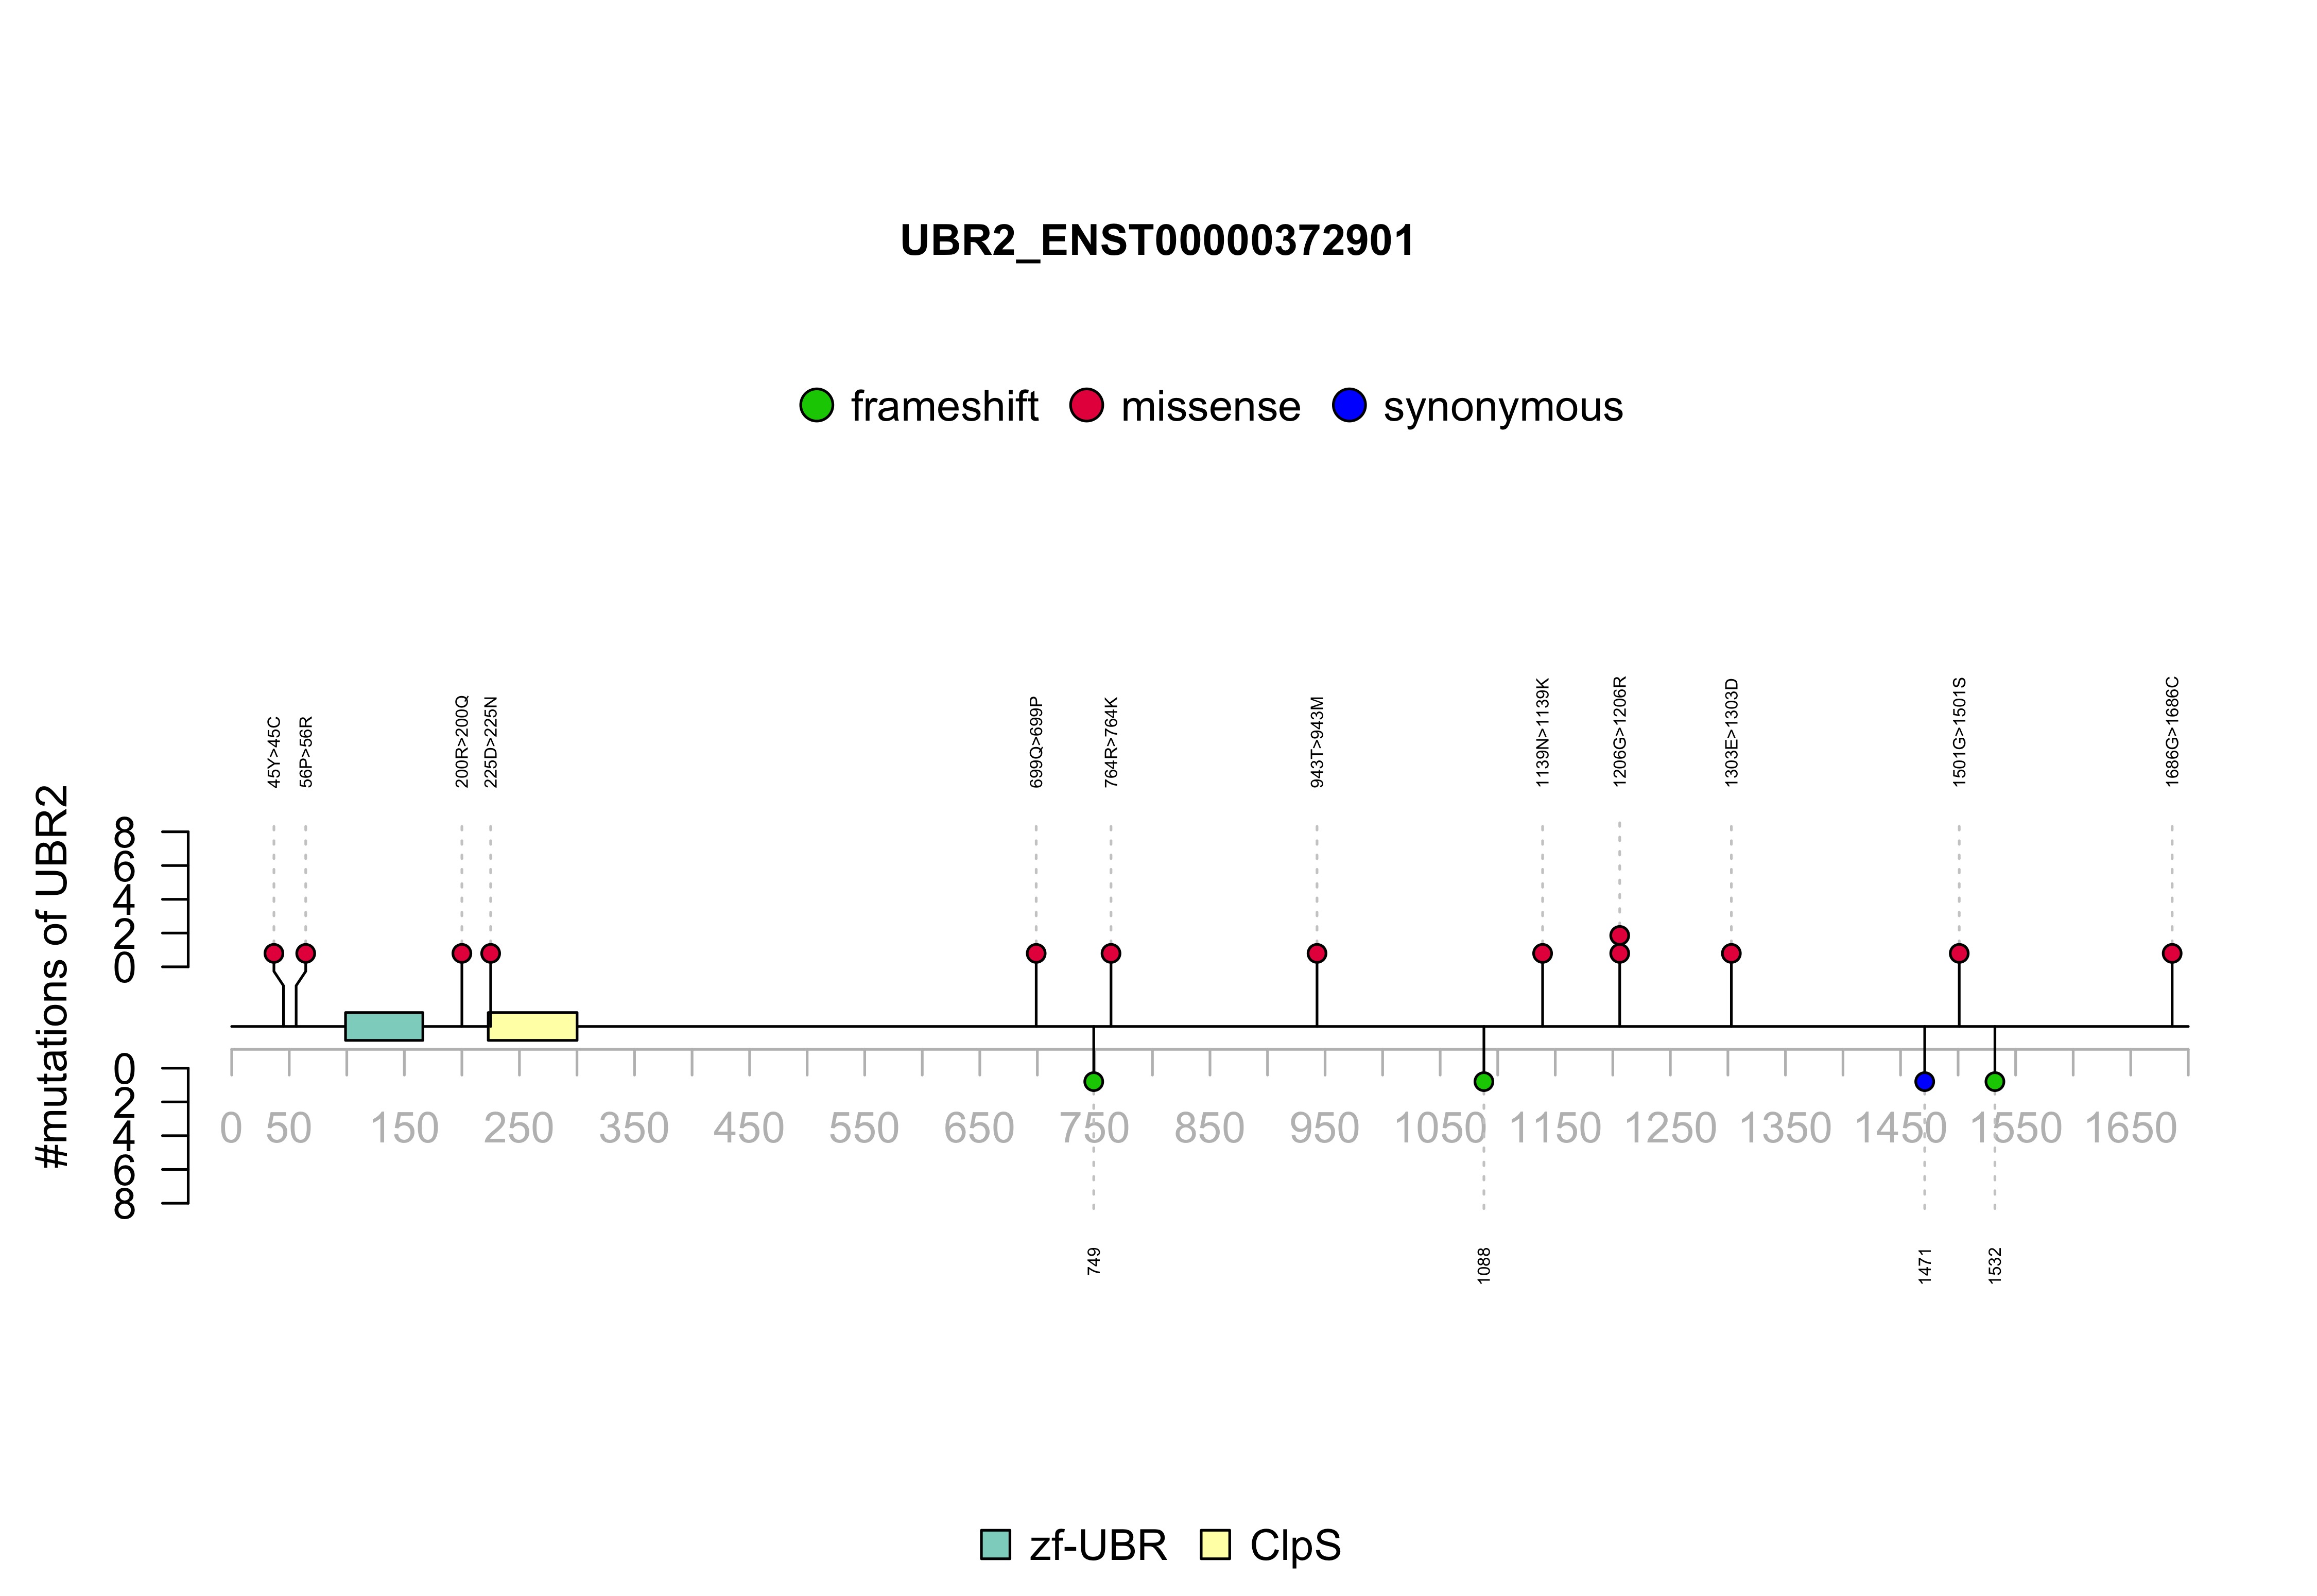 UBR2_ENST00000372901
frameshift missense synonymous
45Y>45C 56P>56R 200R>200Q 225D>225N 699Q>699P 764R>764K 943T>943M 1139N>1139K 1206G>1206R 1303E>1303D 1501G>1501S 1686G>1686C
#mutations of UBR2
8
6
4
2
0
0
2
4
6
8
0 50 150 250 350 450 550 650 750 850 950 1050 1150 1250 1350 1450 1550 1650
749 1088 1471 1532
zf-UBR ClpS